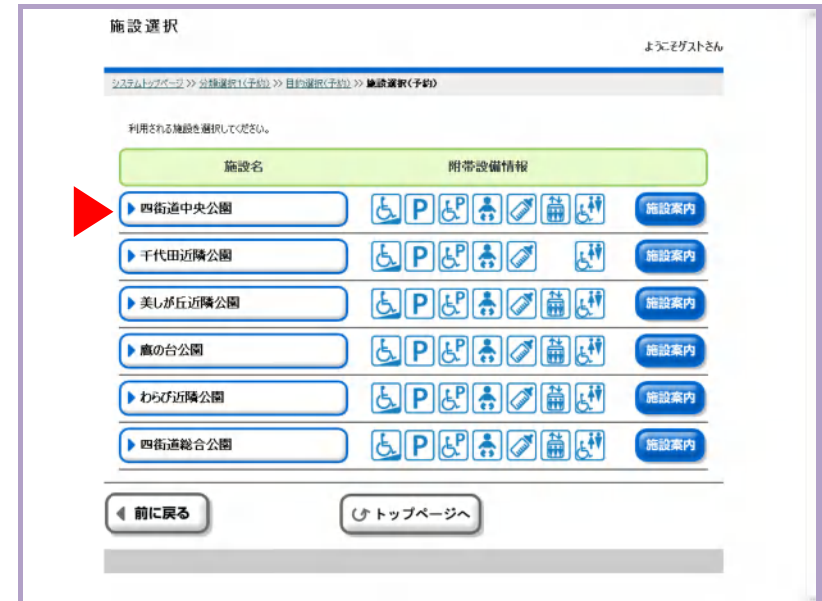 施設選択
ようこそゲストさん
システムトップページ >> 分類選択1(予約) >> 目的選択(予約) >> 施設選択(予約)
利用される施設を選択してください。
施設名 附帯設備情報
四街道中央公園 P P 施設案内
千代田近隣公園 P P 施設案内
美しが丘近隣公園 P P 施設案内
鷹の台公園 P P 施設案内
わらび近隣公園 P P 施設案内
四街道総合公園 P P 施設案内
前に戻る トップページへ